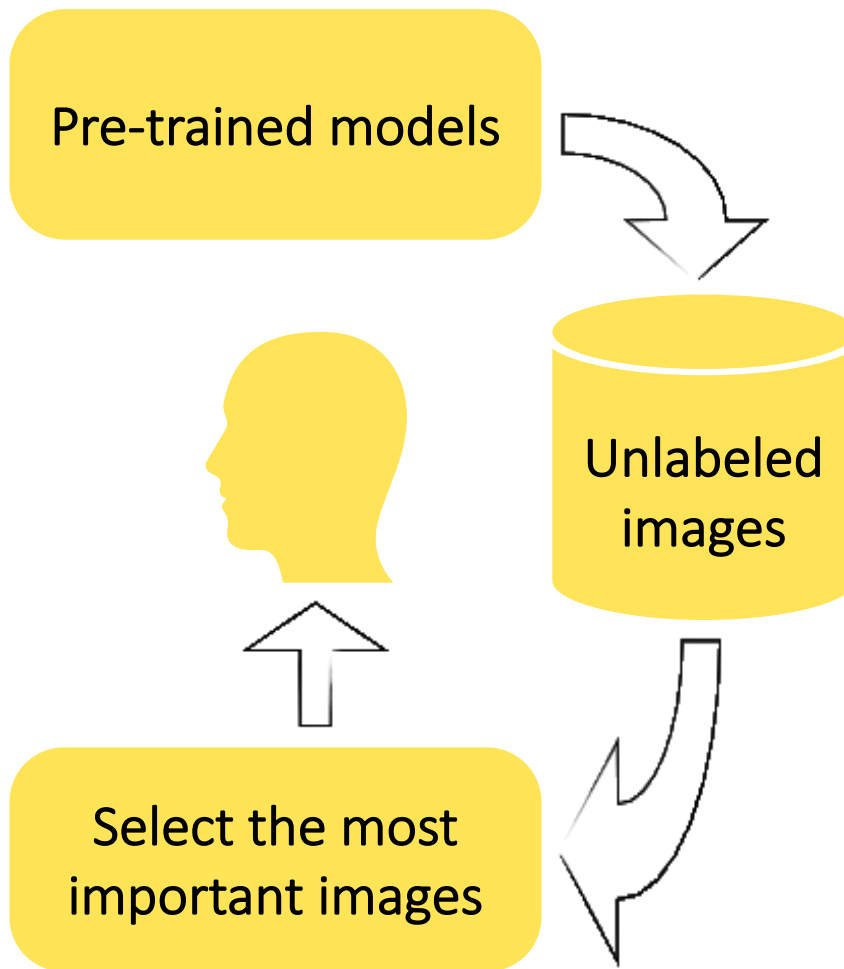 Pre-trained models
Unlabeled
images
Select the most
important images